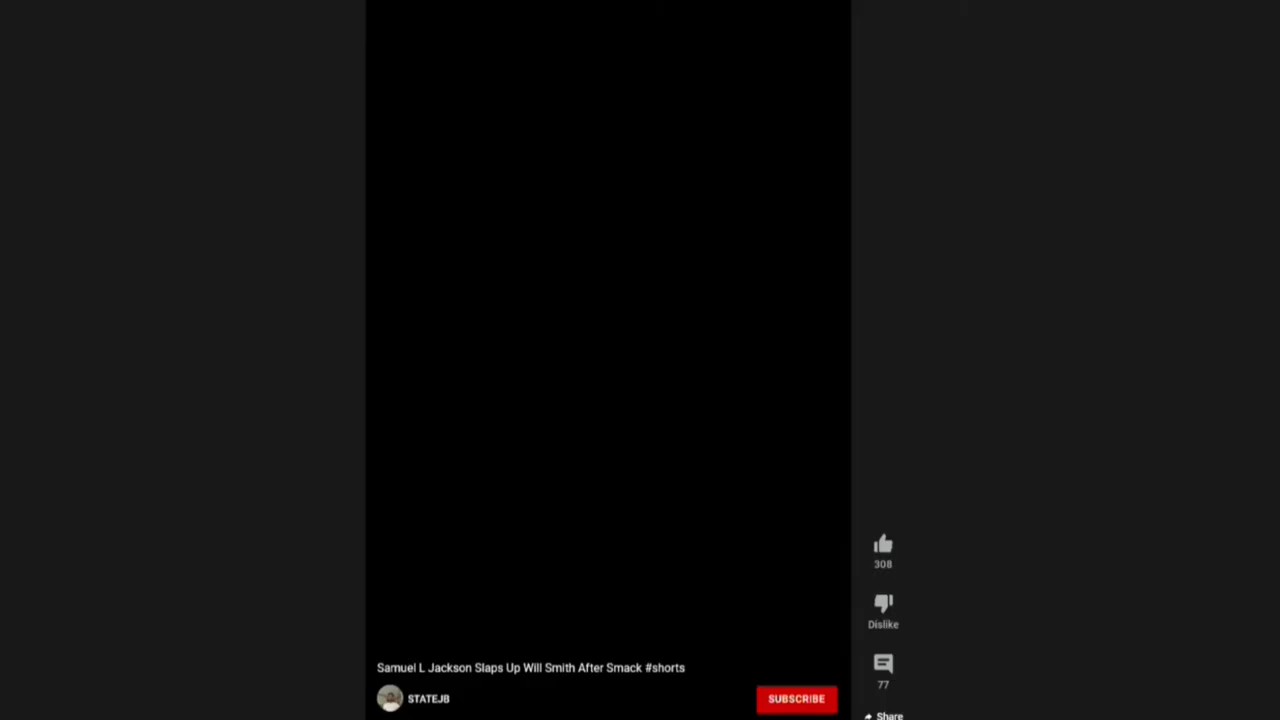 308
Dislike
77
Samuel L Jackson Slaps Up Will Smith After Smack #shorts
STATEJB
SUBSCRIBE
Share